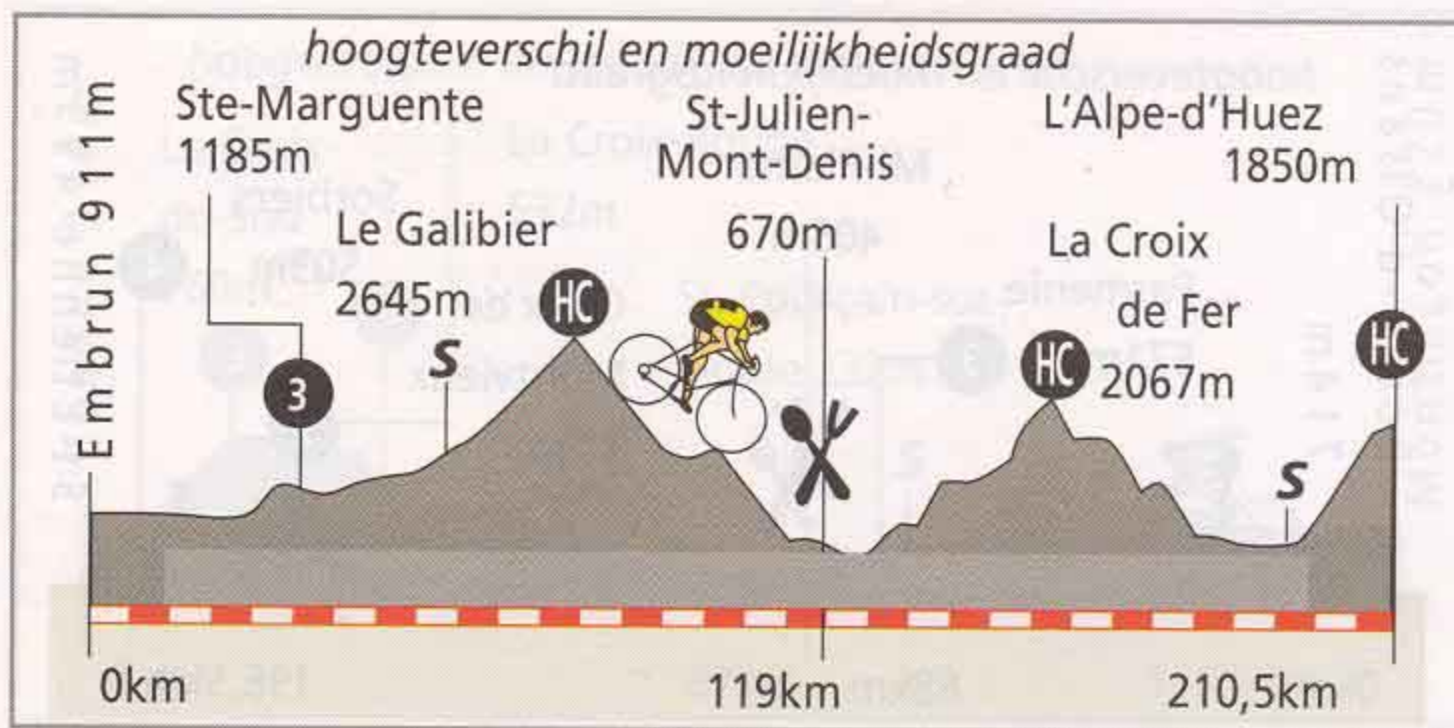 hoogteverschil en moeilijkheidsgraad
Embrun 911m
Ste-Marguente
1185m
3
Le Galibier
2645m
S
HC
St-Julien-
Mont-Denis
670m
La Croix
de Fer
2067m
HC
S
L'Alpe-d'Huez
1850m
HC
0km
119km
210,5km